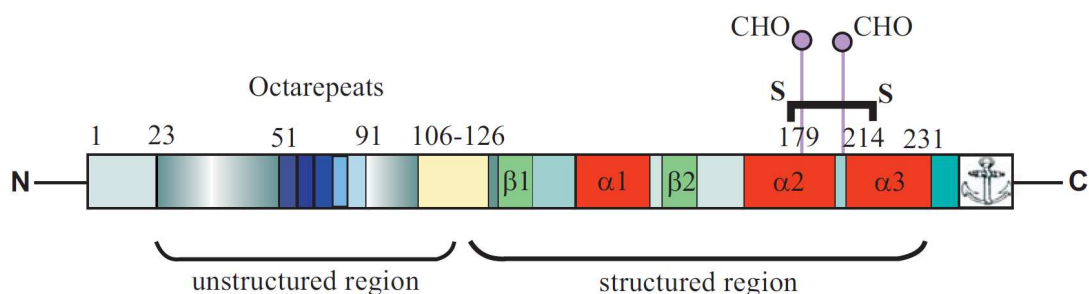 CHO CHO
S S
Octarepeats
1 23 51 91 106-126 179 214 231
N β1 α1 β2 α2 α3 C
unstructured region structured region